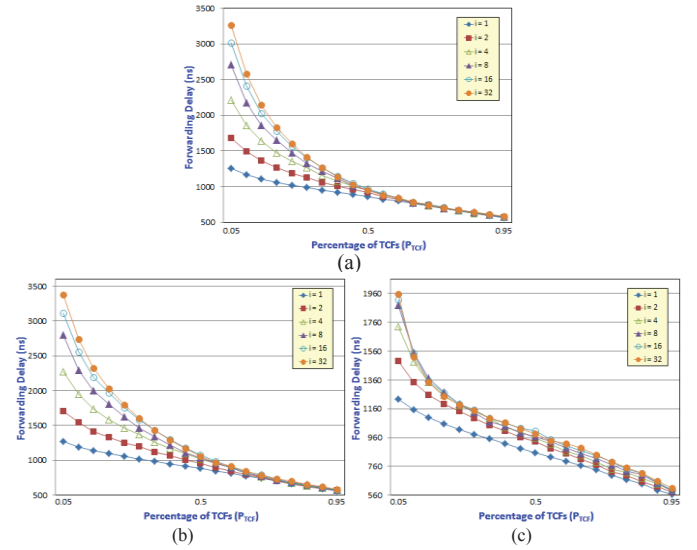 3500
3000
2500
2000
1500
1000
500
Forwarding Delay (ns)
i = 1
i = 2
i = 4
i = 8
i = 16
i = 32
0.05
0.5
0.95
Percentage of TCFs (PTCF)
(a)
3500
3000
2500
2000
1500
1000
500
Forwarding Delay (ns)
i = 1
i = 2
i = 4
i = 8
i = 16
i = 32
0.05
0.5
0.95
Percentage of TCFs (PTCF)
(b)
1960
1760
1560
1360
1160
960
760
560
Forwarding Delay (ns)
i = 1
i = 2
i = 4
i = 8
i = 16
i = 32
0.05
0.5
0.95
Percentage of TCFs (PTCF)
(c)